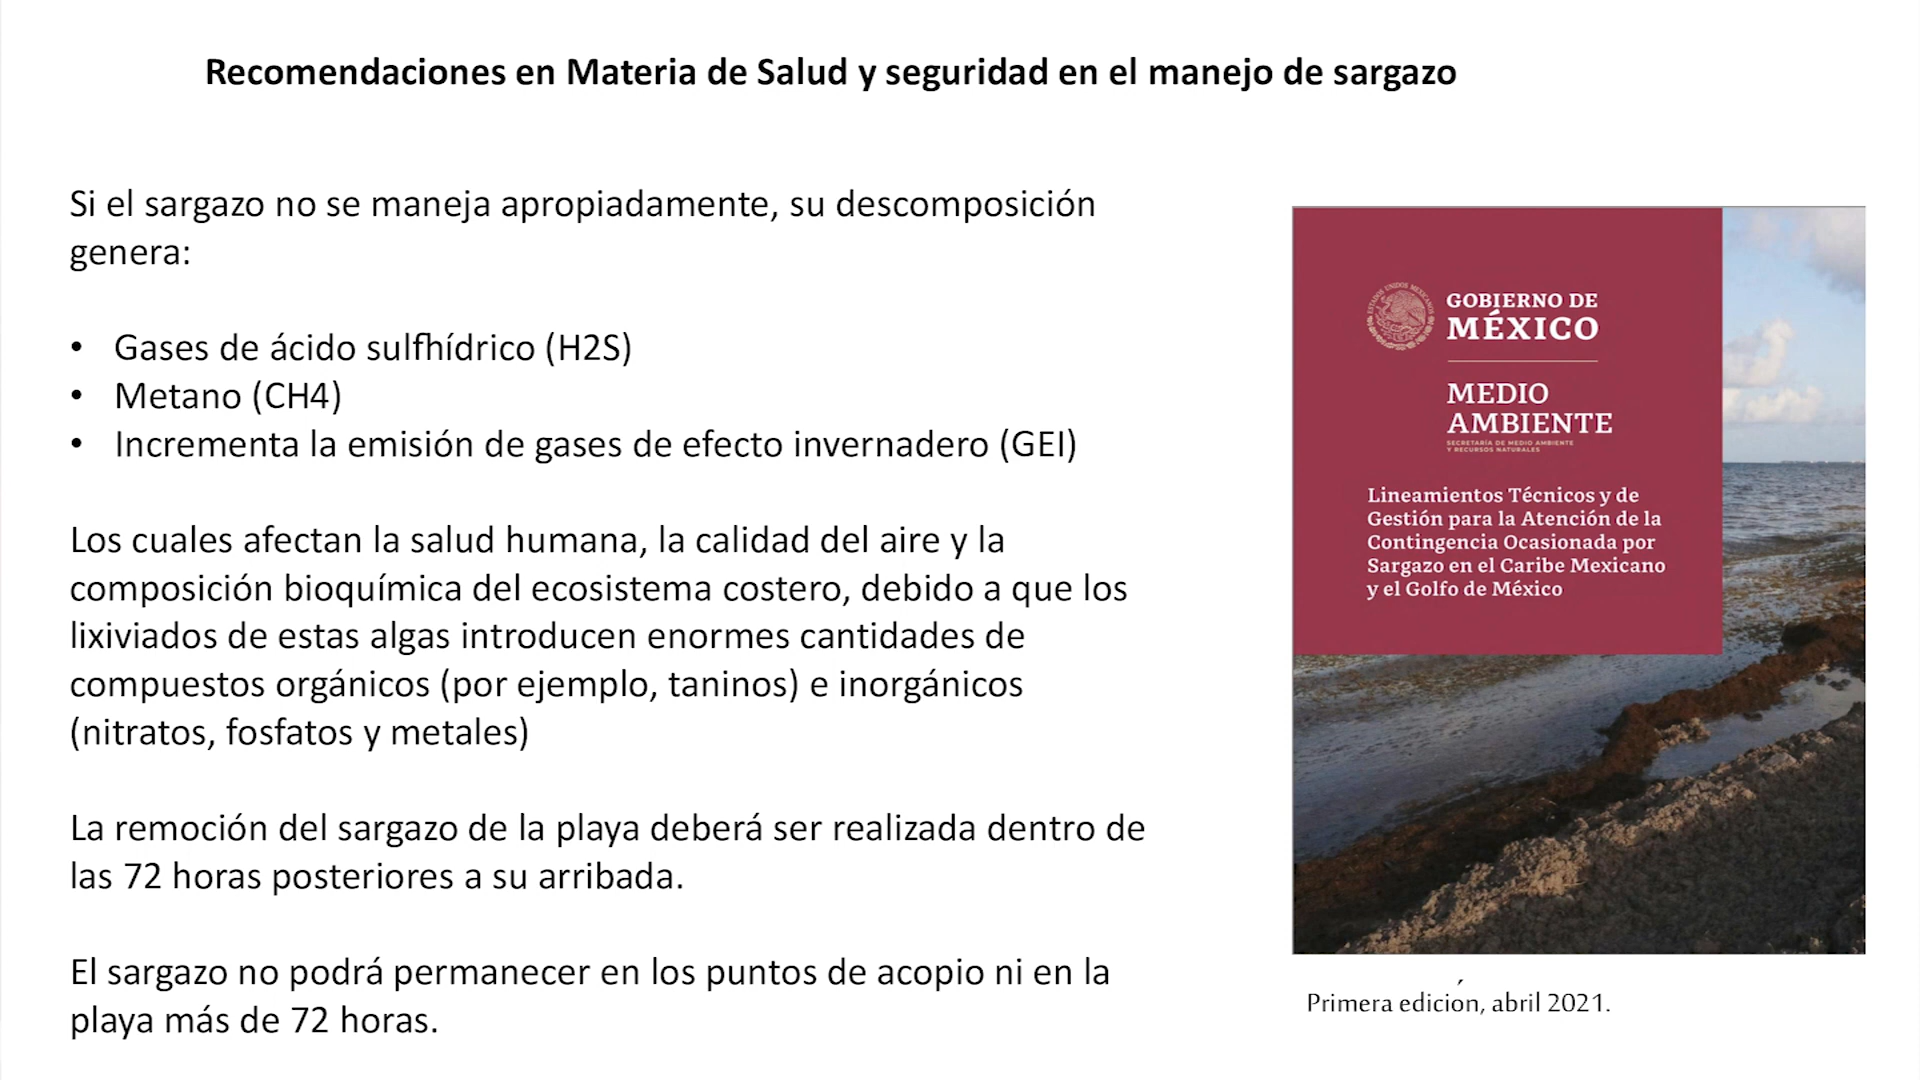 Recomendaciones en Materia de Salud y seguridad en el manejo de sargazo
Si el sargazo no se maneja apropiadamente, su descomposición
genera:
• Gases de ácido sulfhídrico (H2S)
• Metano (CH4)
• Incrementa la emisión de gases de efecto invernadero (GEI)
Los cuales afectan la salud humana, la calidad del aire y la
composición bioquímica del ecosistema costero, debido a que los
lixiviados de estas algas introducen enormes cantidades de
compuestos orgánicos (por ejemplo, taninos) e inorgánicos
(nitratos, fosfatos y metales)
La remoción del sargazo de la playa deberá ser realizada dentro de
las 72 horas posteriores a su arribada.
El sargazo no podrá permanecer en los puntos de acopio ni en la
playa más de 72 horas.
ESTADOS UNIDOS MEXICANOS
GOBIERNO DE
MÉXICO
MEDIO
AMBIENTE
SECRETARÍA DE MEDIO AMBIENTE
Y RECURSOS NATURALES
Lineamientos Técnicos y de
Gestión para la Atención de la
Contingencia Ocasionada por
Sargazo en el Caribe Mexicano
y el Golfo de México
Primera edición, abril 2021.